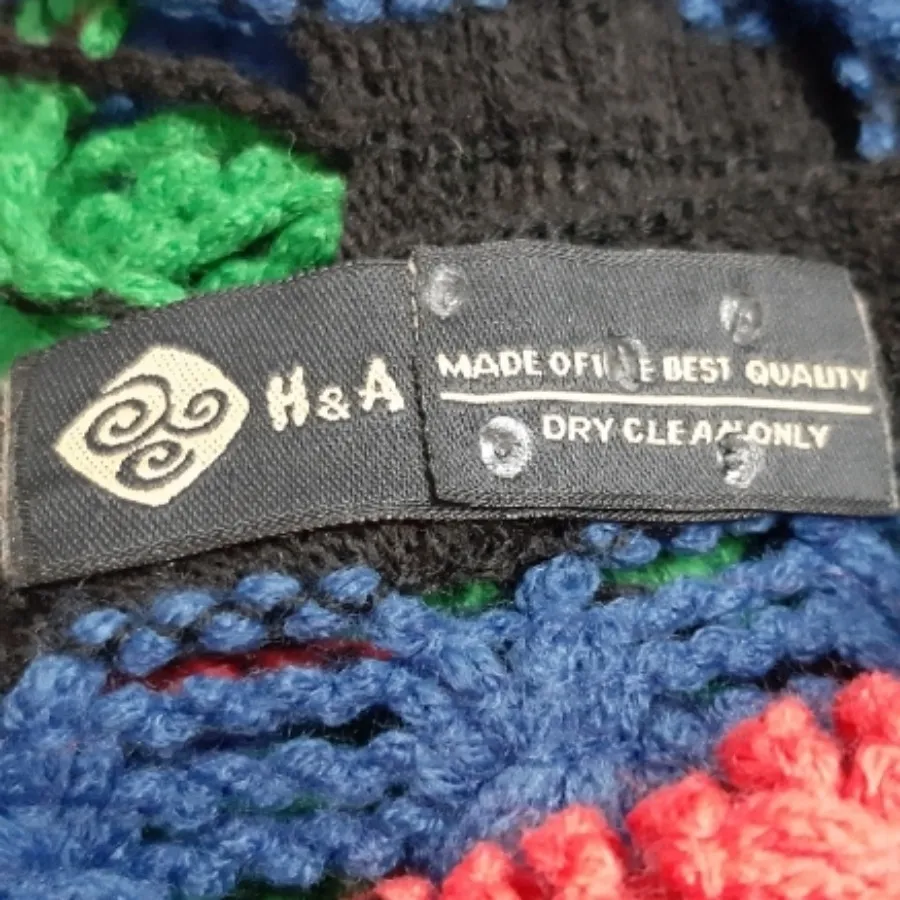 H & A
MADE OF THE BEST QUALITY
DRY CLEAN ONLY